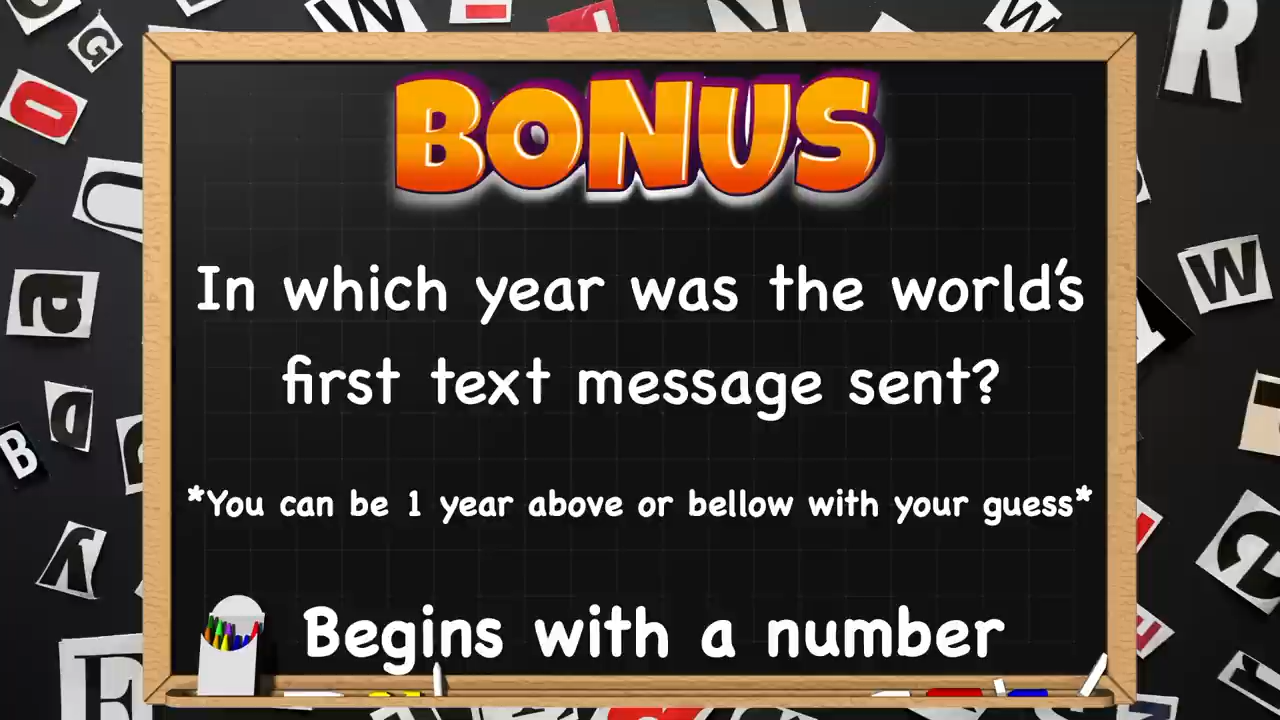 BONUS
In which year was the world's
first text message sent?
*You can be 1 year above or bellow with your guess*
Begins with a number